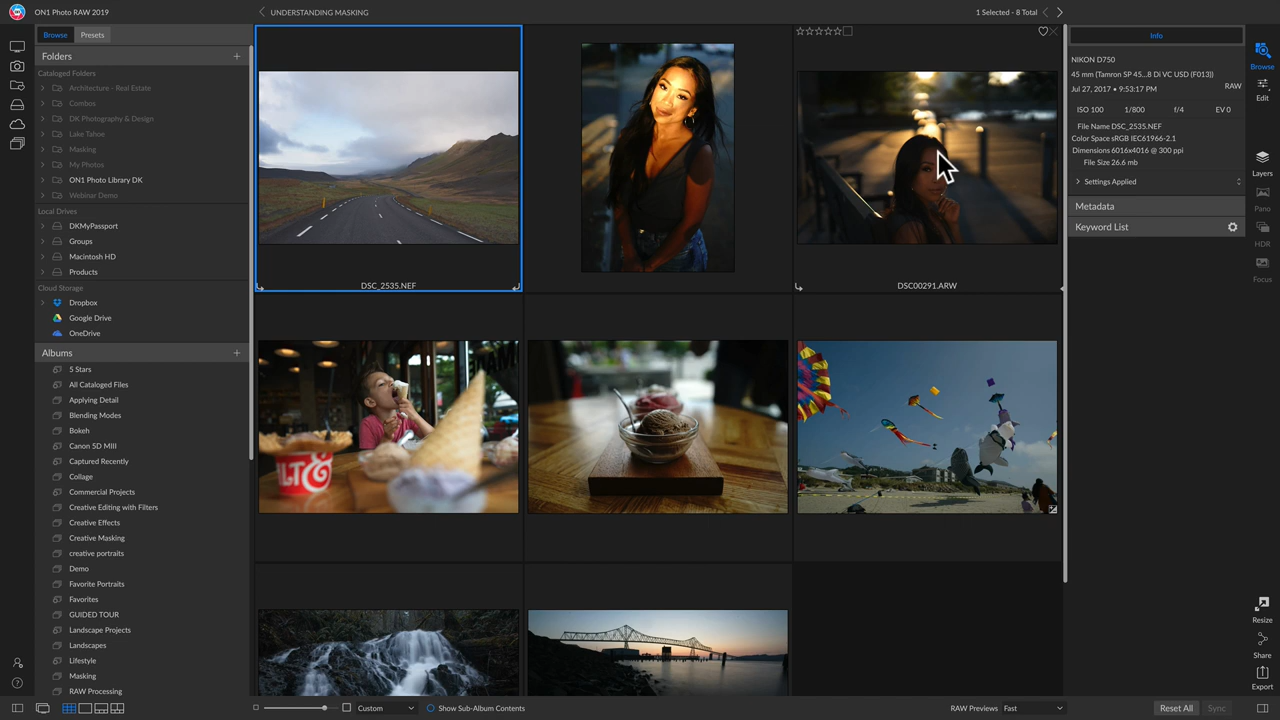 ON1 Photo RAW 2019
UNDERSTANDING MASKING
1 Selected - 8 Total
Browse
Presets
Folders
Cataloged Folders
Architecture - Real Estate
Combos
DK Photography & Design
Lake Tahoe
Masking
My Photos
ON1 Photo Library DK
Webinar Demo
Local Drives
DKMyPassport
Groups
Macintosh HD
Products
Cloud Storage
Dropbox
Google Drive
OneDrive
Albums
5 Stars
All Cataloged Files
Applying Detail
Blending Modes
Bokeh
Canon 5D MIII
Captured Recently
Collage
Commercial Projects
Creative Editing with Filters
Creative Effects
Creative Masking
creative portraits
Demo
Favorite Portraits
Favorites
GUIDED TOUR
Landscape Projects
Landscapes
Lifestyle
Masking
RAW Processing
DSC_2535.NEF
DSC00291.ARW
Custom
Show Sub-Album Contents
RAW Previews
Fast
Info
NIKON D750
45 mm (Tamron SP 45...8 Di VC USD (F013))
Jul 27, 2017 • 9:53:17 PM
RAW
ISO 100
1/800
f/4
EV 0
File Name DSC_2535.NEF
Color Space sRGB IEC61966-2.1
Dimensions 6016x4016 @ 300 ppi
File Size 26.6 mb
Settings Applied
Metadata
Keyword List
Reset All
Sync
Browse
Edit
Layers
Pano
HDR
Focus
Resize
Share
Export